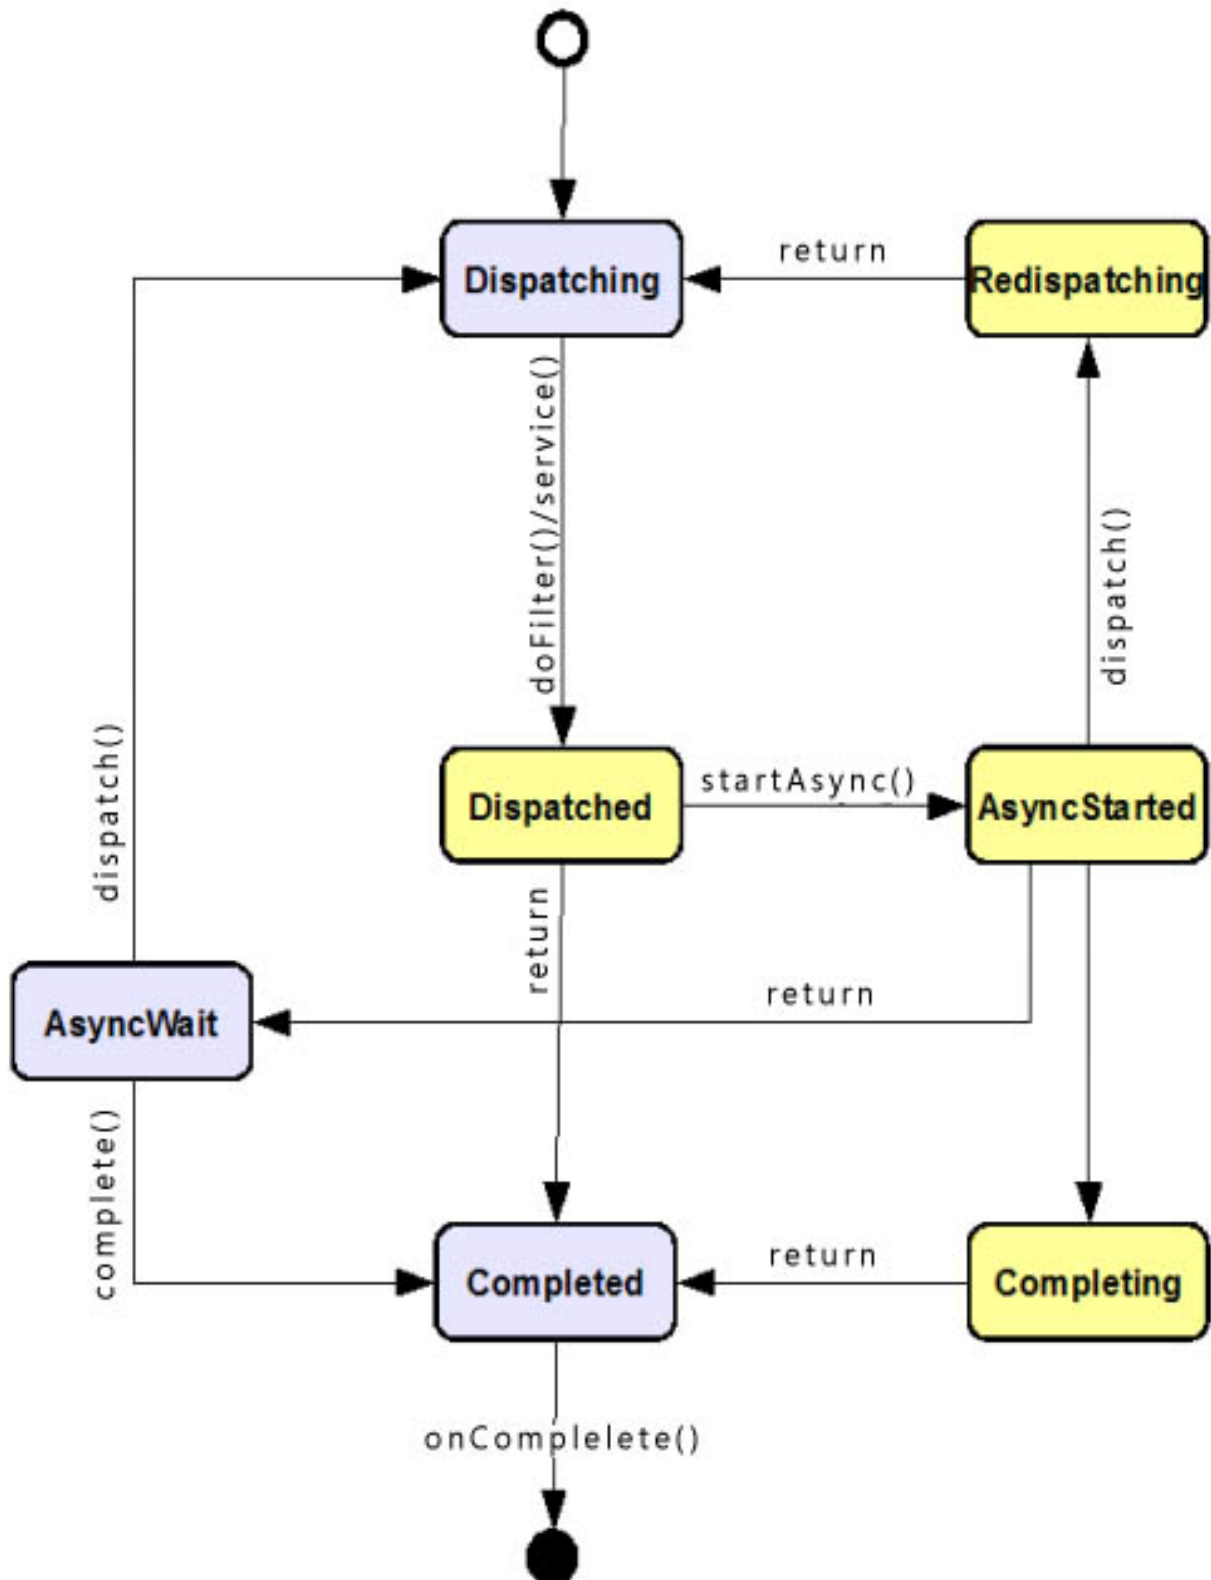 Dispatching
return
Redispatching
doFilter()/service()
dispatch()
dispatch()
Dispatched
startAsync()
AsyncStarted
return
AsyncWait
return
complete()
Completed
return
Completing
onComplelete()